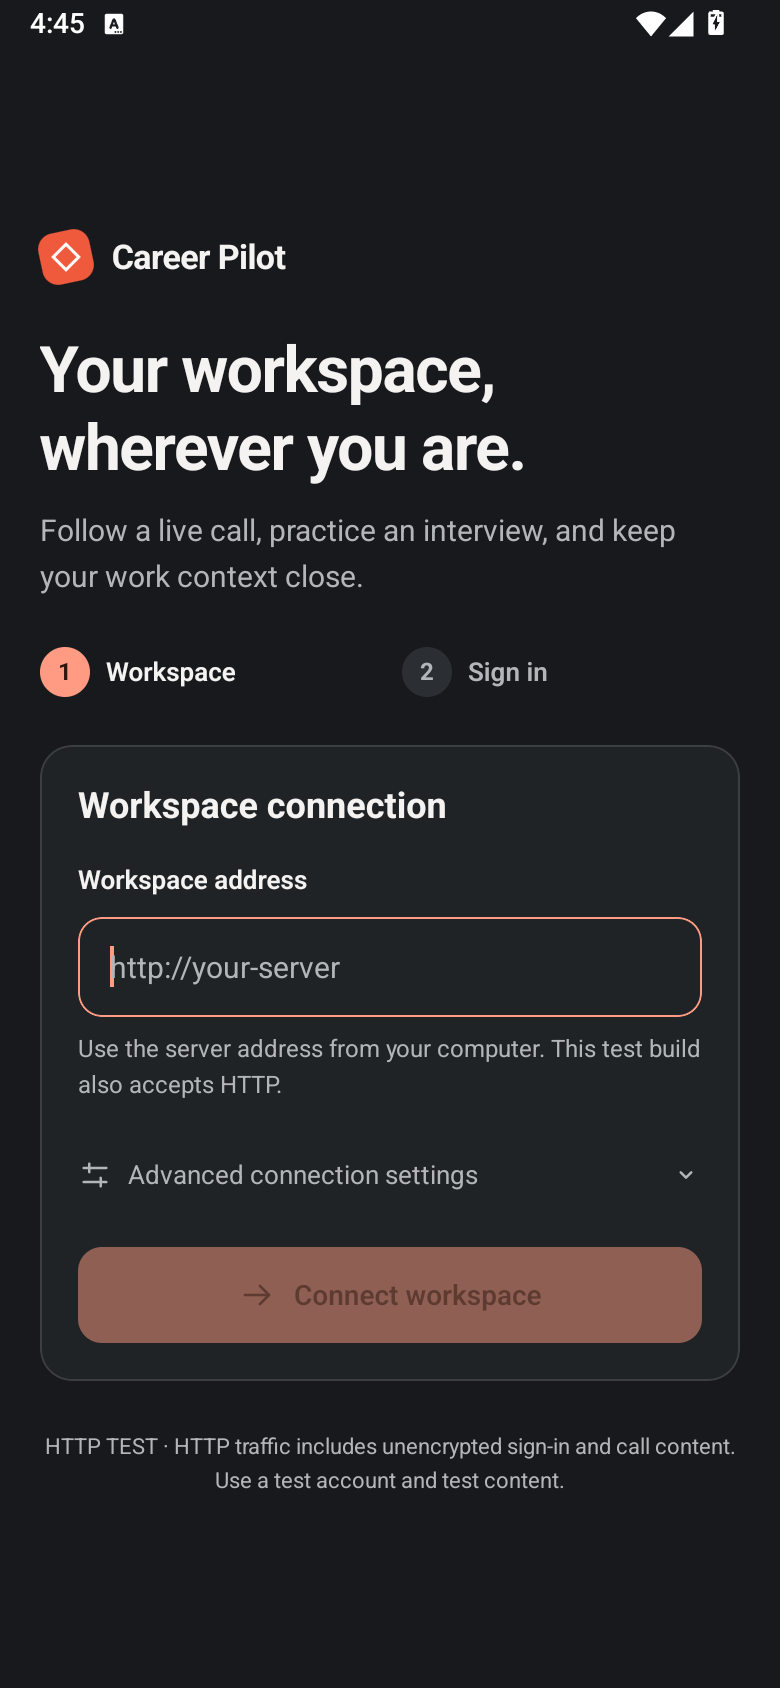 4:45
Career Pilot
Your workspace,
wherever you are.
Follow a live call, practice an interview, and keep
your work context close.
1 Workspace 2 Sign in
Workspace connection
Workspace address
http://your-server
Use the server address from your computer. This test build
also accepts HTTP.
Advanced connection settings
Connect workspace
HTTP TEST · HTTP traffic includes unencrypted sign-in and call content.
Use a test account and test content.